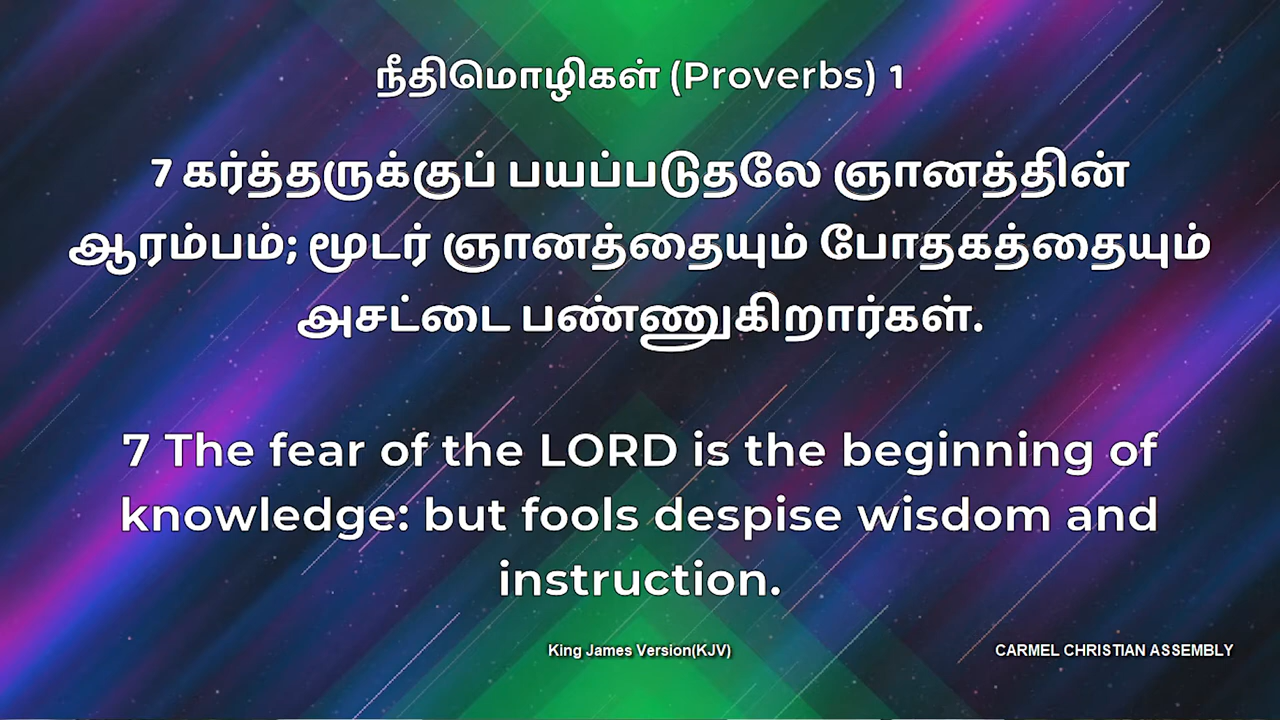 நீதிமொழிகள் (Proverbs) 1
7 கர்த்தருக்குப் பயப்படுதலே ஞானத்தின்
ஆரம்பம்; மூடர் ஞானத்தையும் போதகத்தையும்
அசட்டை பண்ணுகிறார்கள்.
7 The fear of the LORD is the beginning of
knowledge: but fools despise wisdom and
instruction.
King James Version(KJV)
CARMEL CHRISTIAN ASSEMBLY